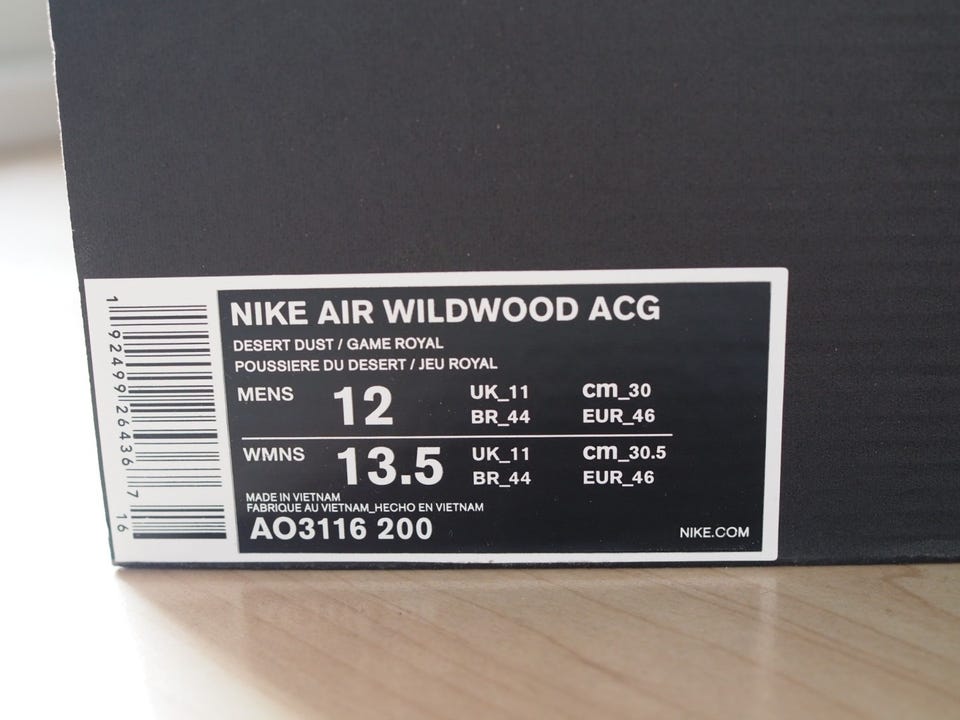 1 92499 26436 7 16
NIKE AIR WILDWOOD ACG
DESERT DUST / GAME ROYAL
POUSSIERE DU DESERT / JEU ROYAL
MENS 12 UK_11 cm_30
BR_44 EUR_46
WMNS 13.5 UK_11 cm_30.5
BR_44 EUR_46
MADE IN VIETNAM
FABRIQUE AU VIETNAM_HECHO EN VIETNAM
AO3116 200
NIKE.COM